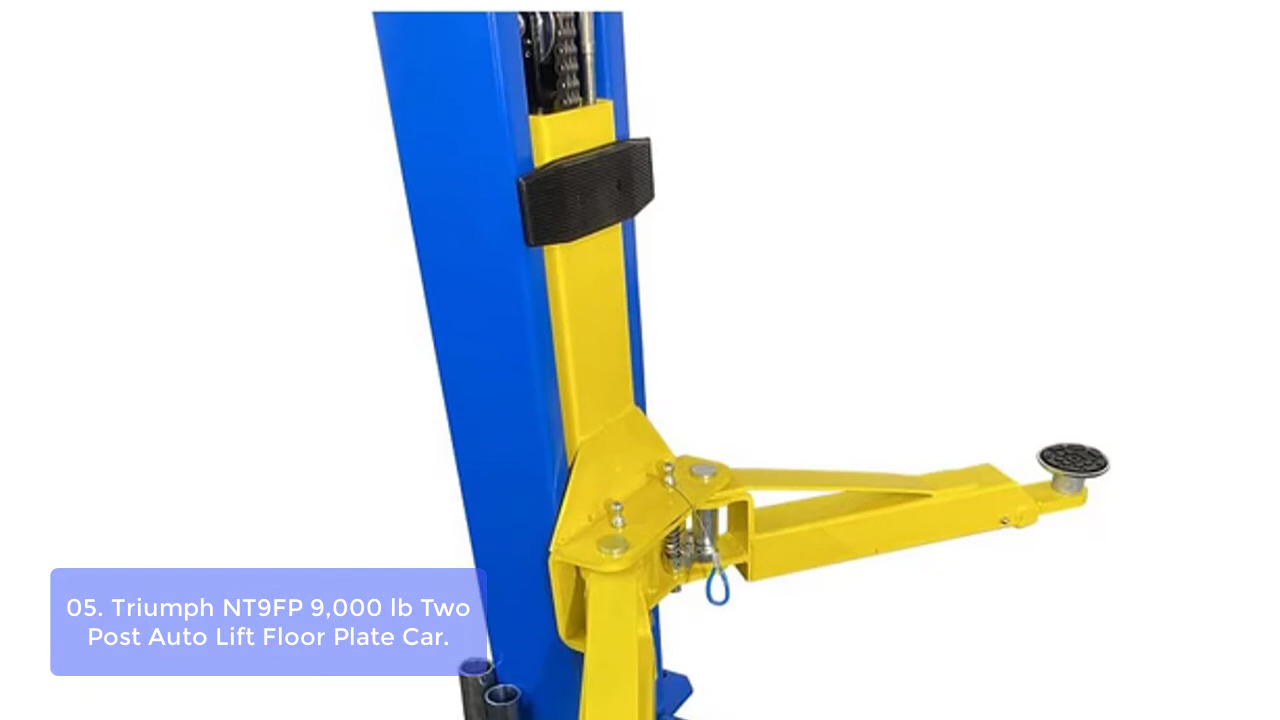 05. Triumph NT9FP 9,000 lb Two
Post Auto Lift Floor Plate Car.